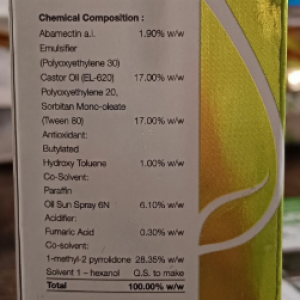 Chemical Composition :
Abamectin a.i. 1.90% w/w
Emulsifier
(Polyoxyethylene 30)
Castor Oil (EL-620) 17.00% w/w
Polyoxyethylene 20,
Sorbitan Mono-oleate
(Tween 80) 17.00% w/w
Antioxidant:
Butylated
Hydroxy Toluene 1.00% w/w
Co-Solvent:
Paraffin
Oil Sun Spray 6N 6.10% w/w
Acidifier:
Fumaric Acid 0.30% w/w
Co-solvent:
1-methyl-2 pyrrolidone 28.35% w/w
Solvent 1 - hexanol Q.S. to make
Total 100.00% w/w